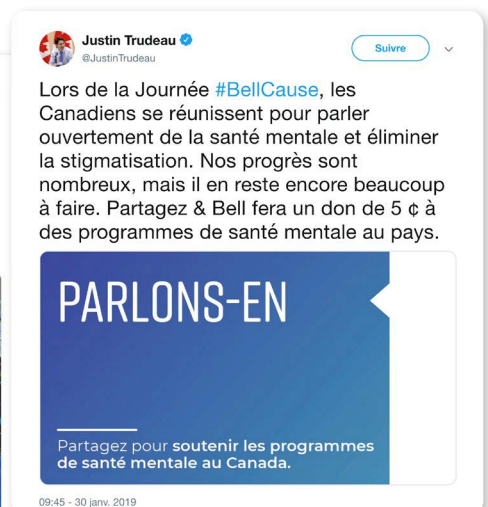 Justin Trudeau
@JustinTrudeau
Suivre
Lors de la Journée #BellCause, les
Canadiens se réunissent pour parler
ouvertement de la santé mentale et éliminer
la stigmatisation. Nos progrès sont
nombreux, mais il en reste encore beaucoup
à faire. Partagez & Bell fera un don de 5 ¢ à
des programmes de santé mentale au pays.
PARLONS-EN
Partagez pour soutenir les programmes
de santé mentale au Canada.
09:45 - 30 janv. 2019